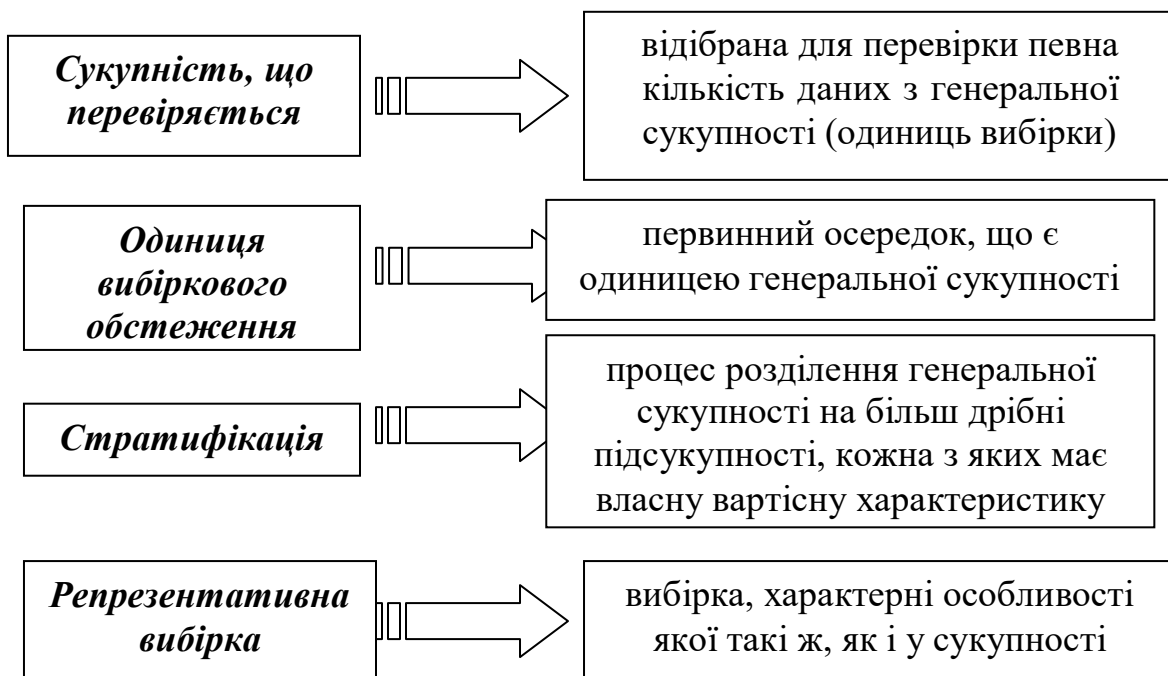 Сукупність, що
перевіряється
відібрана для перевірки певна
кількість даних з генеральної
сукупності (одиниць вибірки)
Одиниця
вибіркового
обстеження
первинний осередок, що є
одиницею генеральної сукупності
Стратифікація
процес розділення генеральної
сукупності на більш дрібні
підсукупності, кожна з яких має
власну вартісну характеристику
Репрезентативна
вибірка
вибірка, характерні особливості
якої такі ж, як і у сукупності